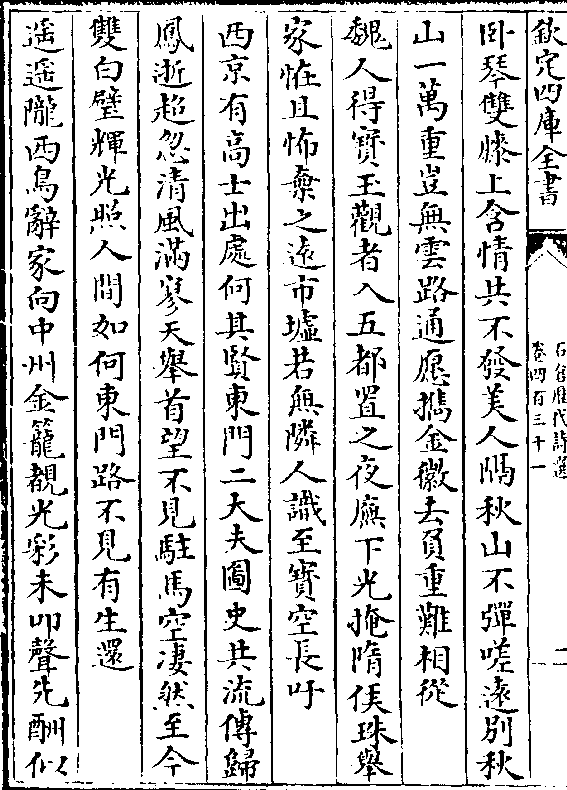 欽定四庫全書
石倉歷代詩選
卷四百三十一
二
卧琴雙膝上含情共不發美人隔秋山不彈嗟遠別秋
山一萬重豈無雲路通愿攜金徽去負重難相從
魏人得寶玉觀者入五都置之夜廡下光掩隋侯珠舉
家怪且怖棄之遠市墟若無隣人識至寶空長吁
西京有高士出處何其賢東門二大夫圖史共流傳歸
鳳逝超忽清風滿寥天舉首望不見駐馬空凄然至今
雙白璧輝光照人間如何東門路不見有生還
遥遥隴西鳥辭家向中州金籠覩光彩未叩聲先酬似